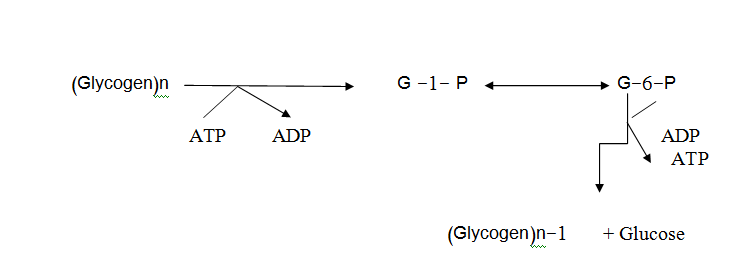 (Glycogen)n G -1- P G-6-P
ATP ADP ADP
ATP
(Glycogen)n-1 + Glucose